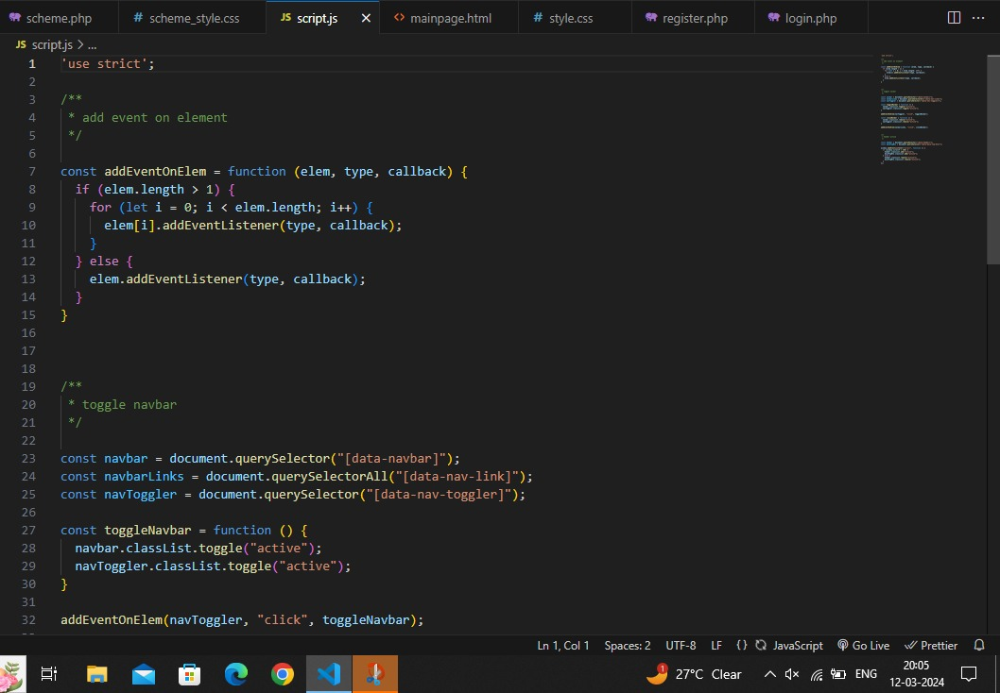 scheme.php
# scheme_style.css
JS script.js ×
<> mainpage.html
# style.css
register.php
login.php
JS script.js > ...
1 'use strict';
2
3 /**
4 * add event on element
5 */
6
7 const addEventOnElem = function (elem, type, callback) {
8 if (elem.length > 1) {
9 for (let i = 0; i < elem.length; i++) {
10 elem[i].addEventListener(type, callback);
11 }
12 } else {
13 elem.addEventListener(type, callback);
14 }
15 }
16
17
18
19 /**
20 * toggle navbar
21 */
22
23 const navbar = document.querySelector("[data-navbar]");
24 const navbarLinks = document.querySelectorAll("[data-nav-link]");
25 const navToggler = document.querySelector("[data-nav-toggler]");
26
27 const toggleNavbar = function () {
28 navbar.classList.toggle("active");
29 navToggler.classList.toggle("active");
30 }
31
32 addEventOnElem(navToggler, "click", toggleNavbar);
Ln 1, Col 1 Spaces: 2 UTF-8 LF {} JavaScript Go Live Prettier
1 27°C Clear ENG 20:05
12-03-2024